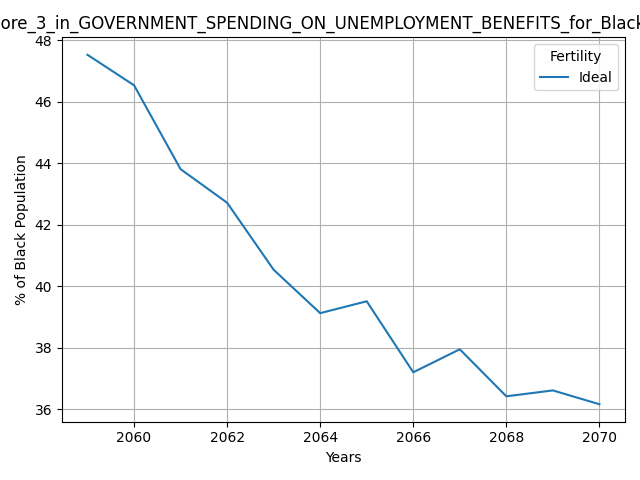 ore_3_in_GOVERNMENT_SPENDING_ON_UNEMPLOYMENT_BENEFITS_for_Black
Fertility
Ideal
% of Black Population
48
46
44
42
40
38
36
2060 2062 2064 2066 2068 2070
Years